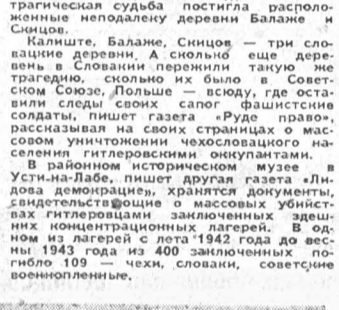 трагическая судьба постигла располо-
женные неподалеку деревни Балаже и
Скицов.
Калиште, Балаже, Скицов — три сло-
вацкие деревни. А сколько еще дере-
вень в Словакии пережили такую же
трагедию, сколько их было в Совет-
ском Союзе, Польше — всюду, где оста-
вили следы своих сапог фашистские
солдаты, пишет газета «Руде право»,
рассказывая на своих страницах о мас-
совом уничтожении чехословацкого на-
селения гитлеровскими оккупантами.
В районном историческом музее в
Усти-на-Лабе, пишет другая газета «Ли-
дова демокрацие», хранятся документы,
свидетельствующие о массовых убийст-
вах гитлеровцами заключенных здеш-
них концентрационных лагерей. В од-
ном из лагерей с лета 1942 года до вес-
ны 1943 года из 400 заключенных по-
гибло 109 — чехи, словаки, советские
военнопленные.